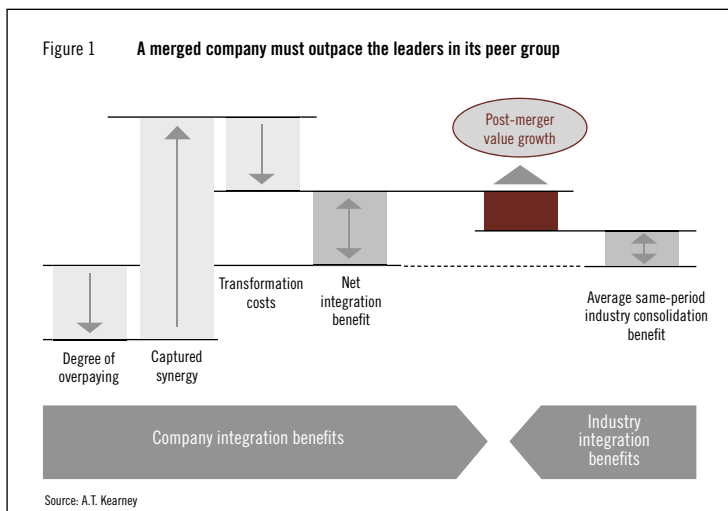 Figure 1 A merged company must outpace the leaders in its peer group
Post-merger
value growth
Transformation
costs
Net
integration
benefit
Average same-period
industry consolidation
benefit
Degree of
overpaying
Captured
synergy
Company integration benefits
Industry
integration
benefits
Source: A.T. Kearney